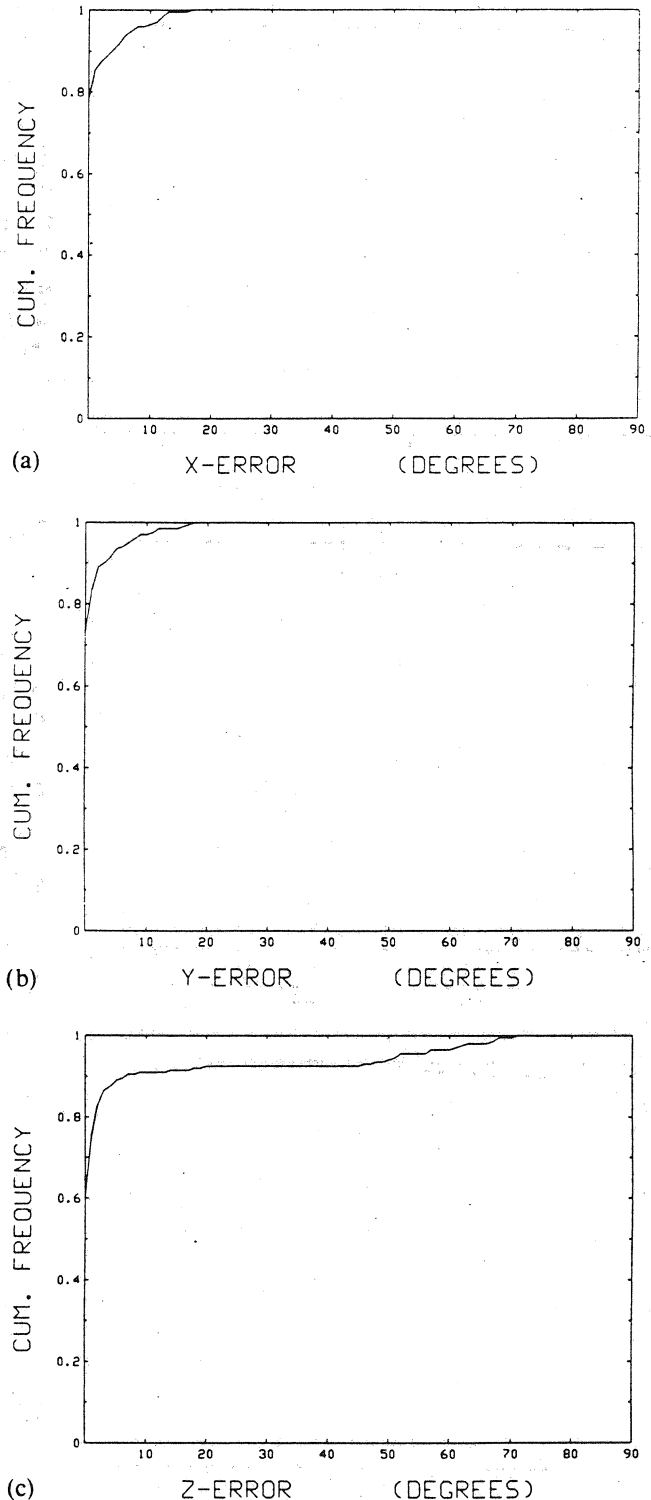 1
0.8
0.6
0.4
0.2
0
CUM. FREQUENCY
10 20 30 40 50 60 70 80 90
(a) X-ERROR (DEGREES)
1
0.8
0.6
0.4
0.2
0
CUM. FREQUENCY
10 20 30 40 50 60 70 80 90
(b) Y-ERROR (DEGREES)
1
0.8
0.6
0.4
0.2
0
CUM. FREQUENCY
10 20 30 40 50 60 70 80 90
(c) Z-ERROR (DEGREES)